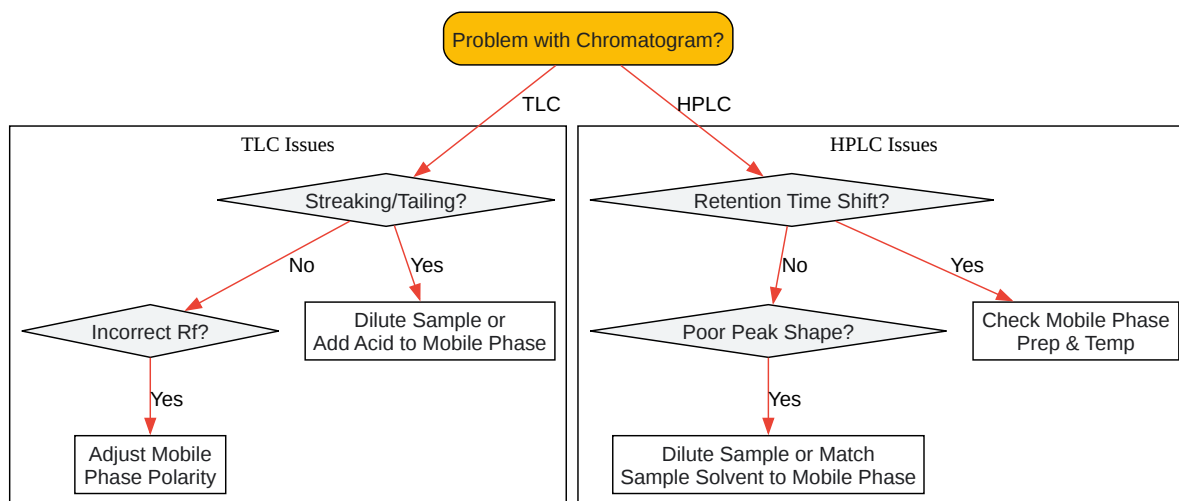 Problem with Chromatogram?
TLC
HPLC
TLC Issues
HPLC Issues
Streaking/Tailing?
Retention Time Shift?
No
Yes
No
Yes
Incorrect Rf?
Dilute Sample or
Add Acid to Mobile Phase
Poor Peak Shape?
Check Mobile Phase
Prep & Temp
Yes
Yes
Adjust Mobile
Phase Polarity
Dilute Sample or Match
Sample Solvent to Mobile Phase